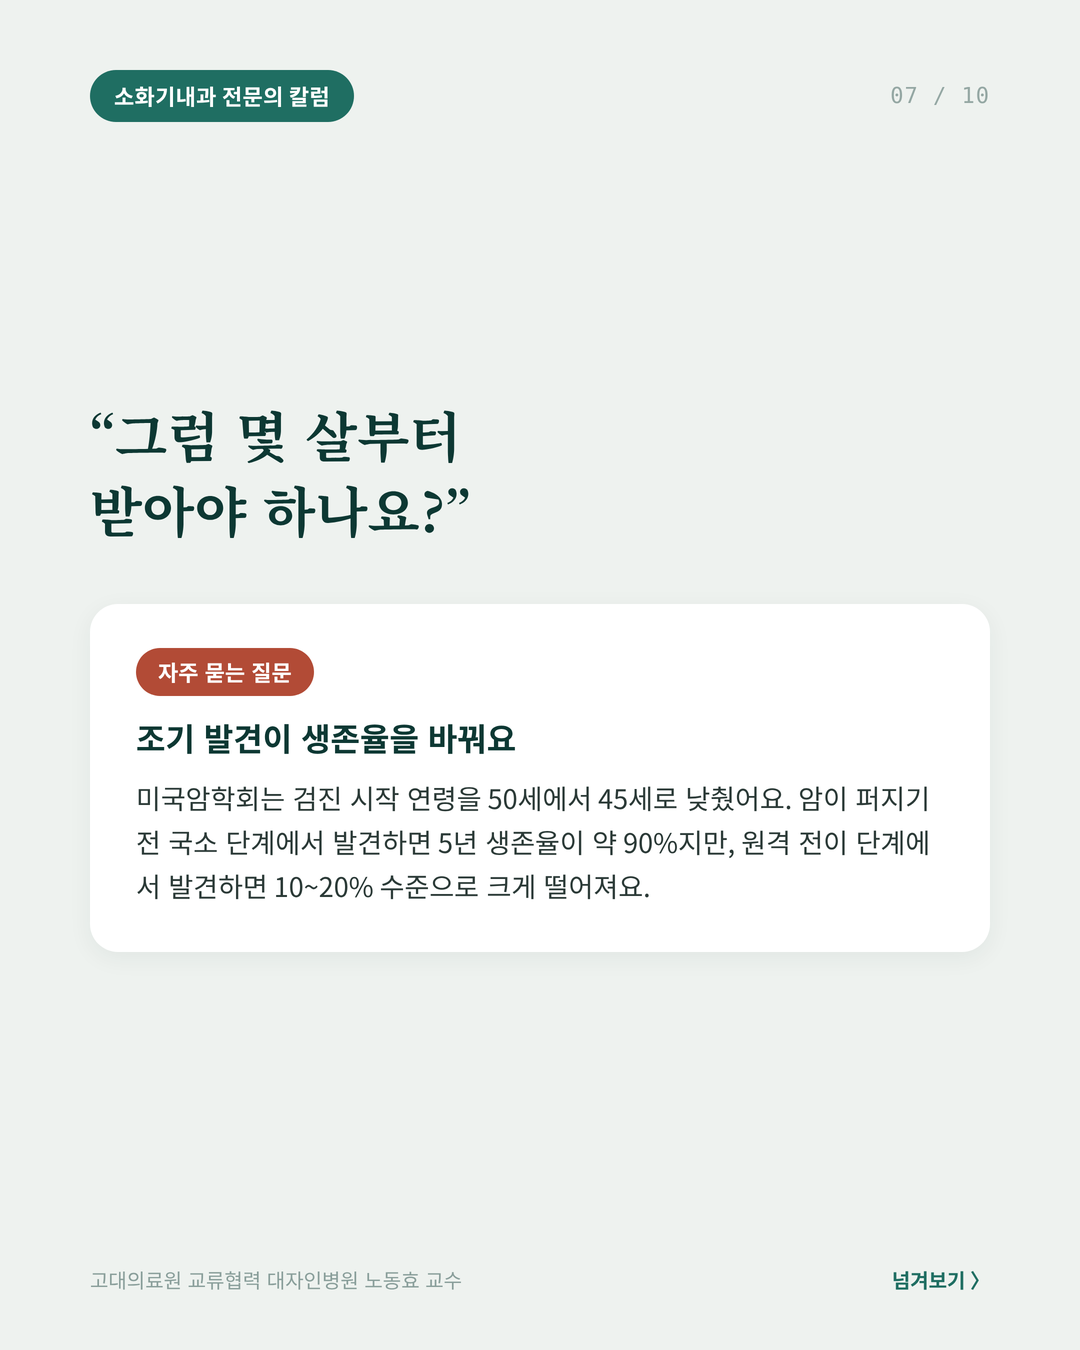 소화기내과 전문의 칼럼
07 / 10
“그럼 몇 살부터
받아야 하나요?”
자주 묻는 질문
조기 발견이 생존율을 바꿔요
미국암학회는 검진 시작 연령을 50세에서 45세로 낮췄어요. 암이 퍼지기
전 국소 단계에서 발견하면 5년 생존율이 약 90%지만, 원격 전이 단계에
서 발견하면 10~20% 수준으로 크게 떨어져요.
고대의료원 교류협력 대자인병원 노동효 교수
넘겨보기 〉